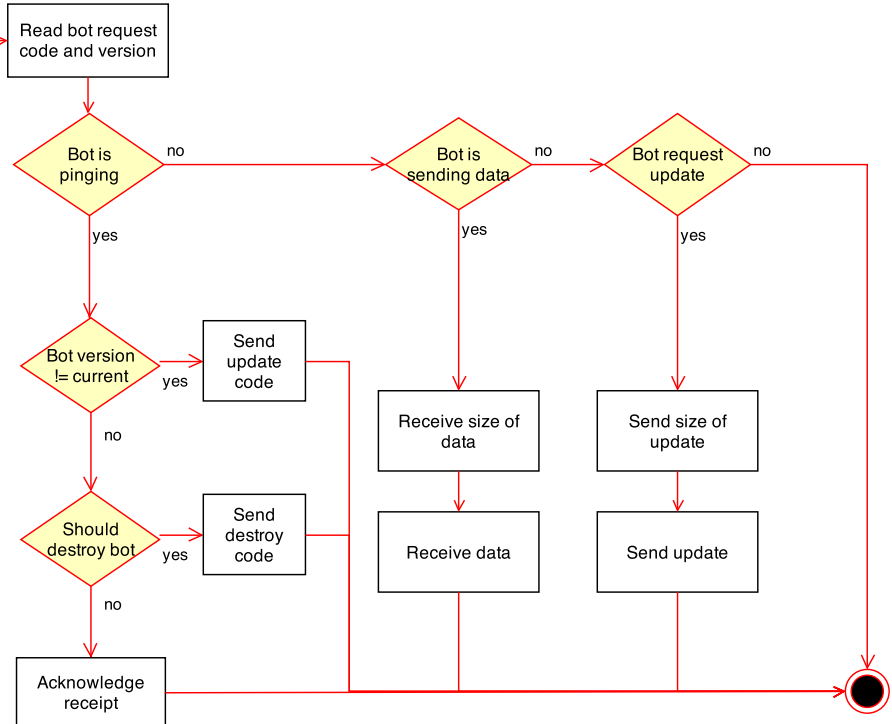 Read bot request
code and version
Bot is
pinging
no
Bot is
sending data
no
Bot request
update
no
yes
yes
yes
Bot version
!= current
yes
Send
update
code
no
Receive size of
data
Send size of
update
Should
destroy bot
yes
Send
destroy
code
no
Receive data
Send update
Acknowledge
receipt